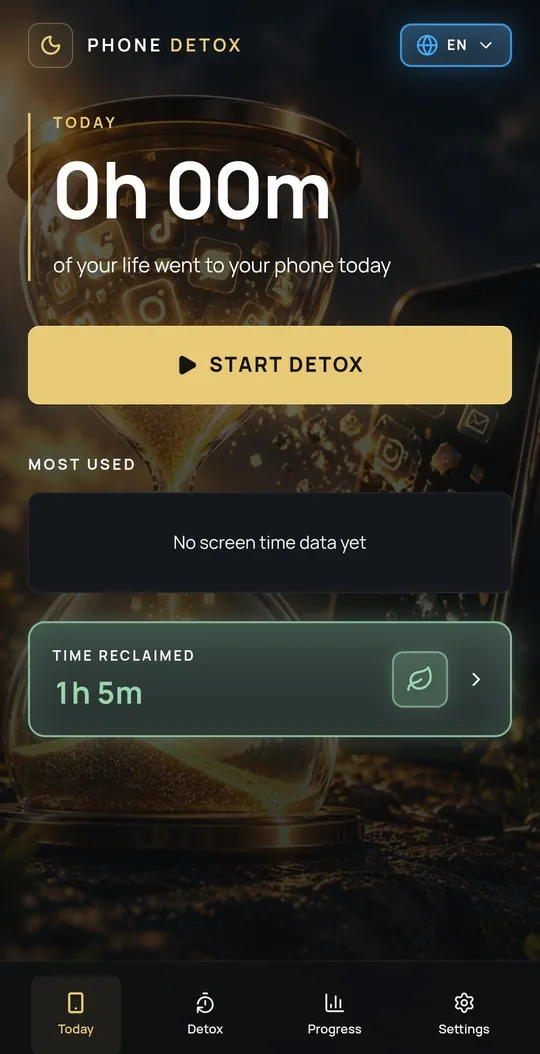 PHONE DETOX
EN
TODAY
0h 00m
of your life went to your phone today
START DETOX
MOST USED
No screen time data yet
TIME RECLAIMED
1h 5m
Today
Detox
Progress
Settings